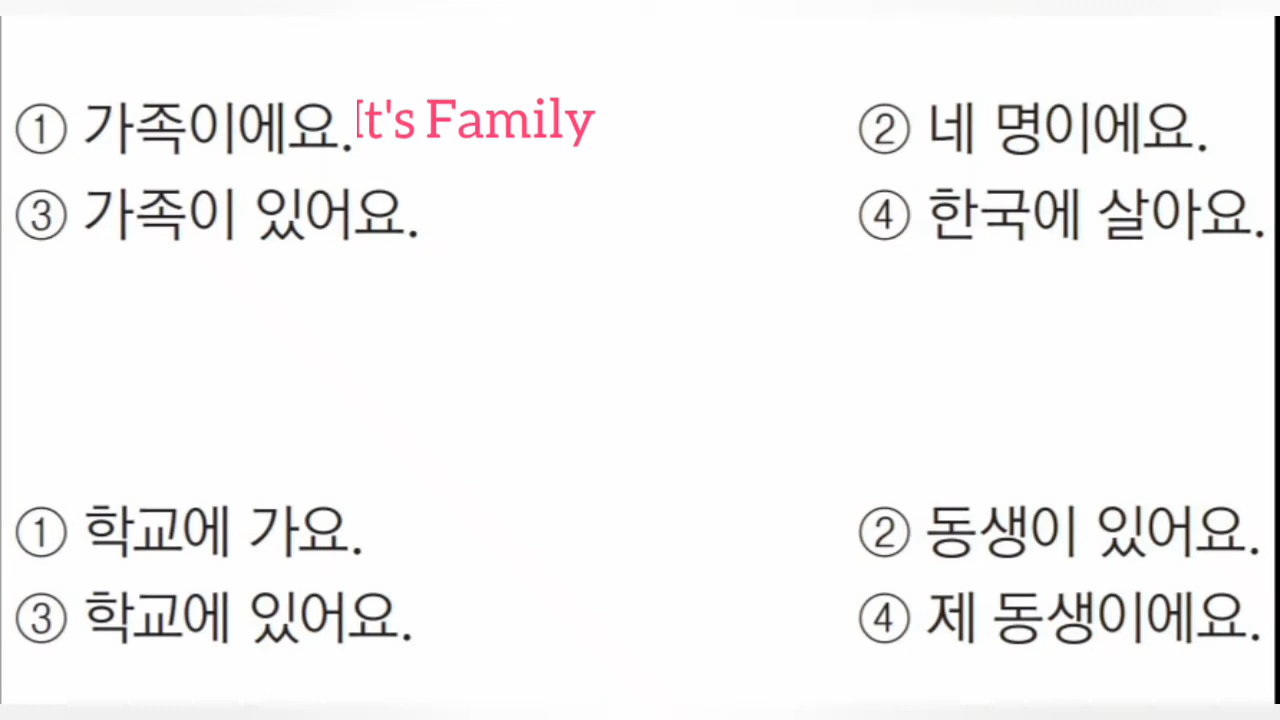 ① 가족이에요. It's Family
② 네 명이에요.
③ 가족이 있어요.
④ 한국에 살아요.
① 학교에 가요.
② 동생이 있어요.
③ 학교에 있어요.
④ 제 동생이에요.